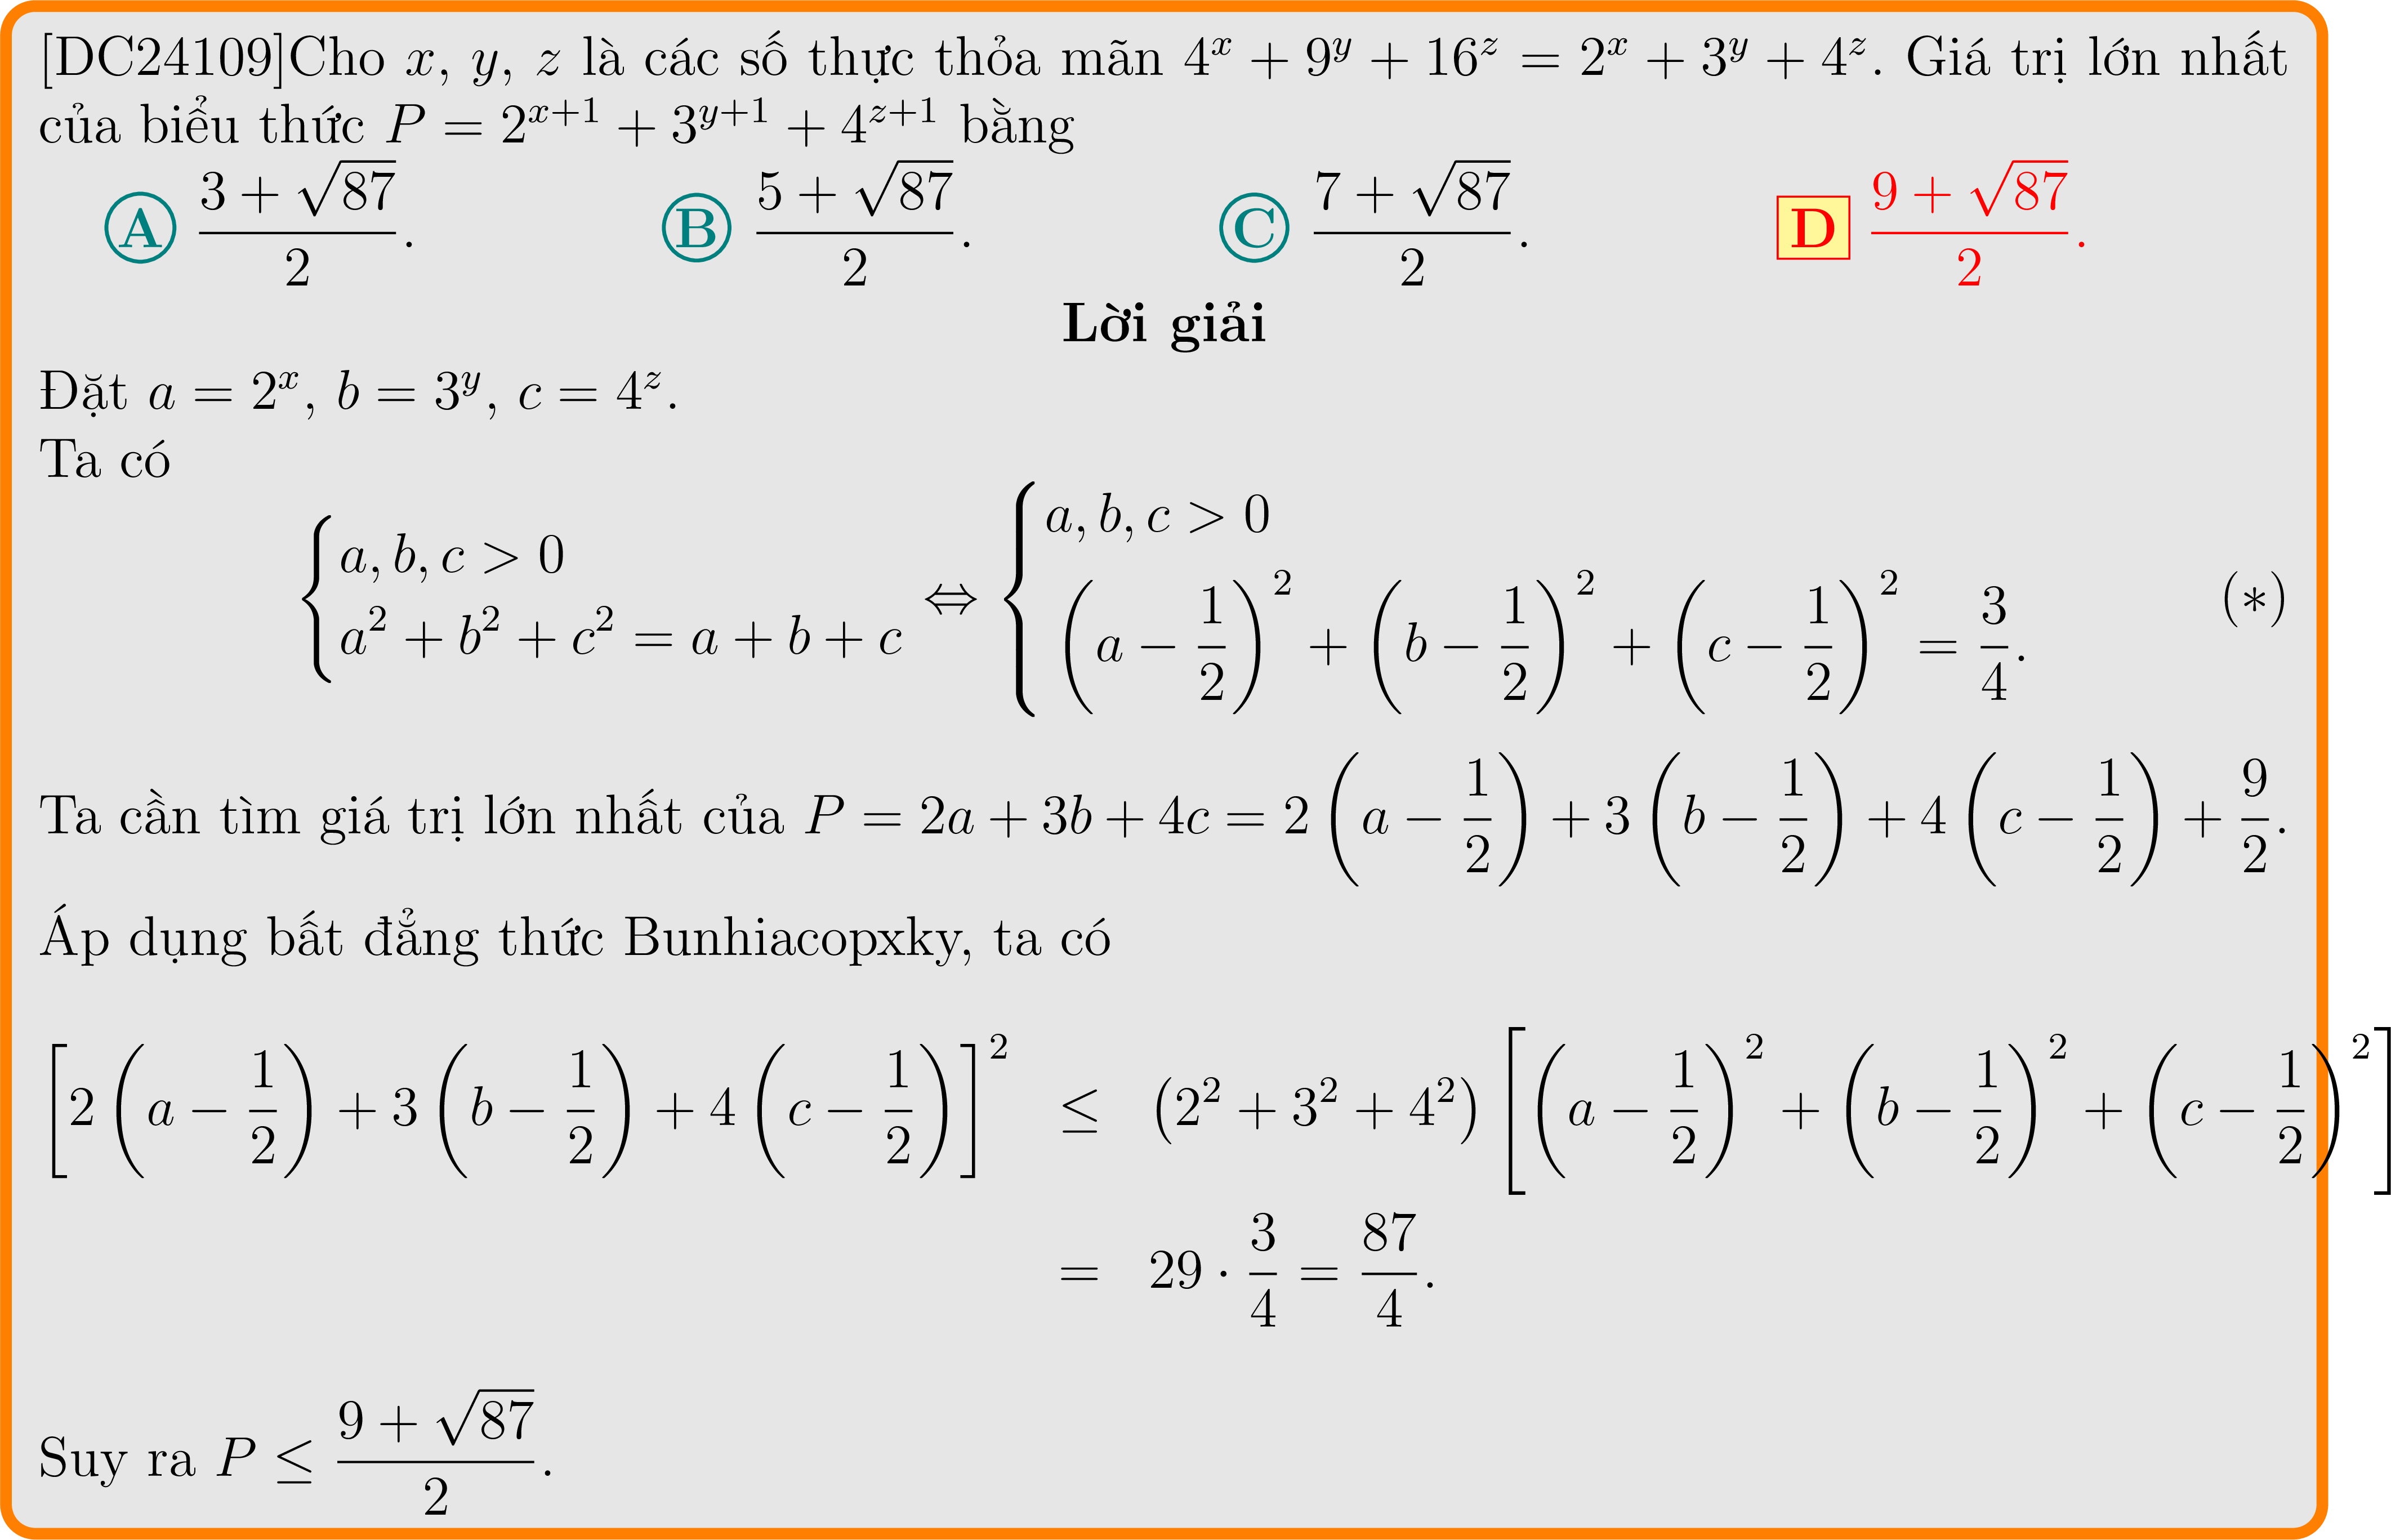 [DC24109]Cho x, y, z là các số thực thỏa mãn 4^x + 9^y + 16^z = 2^x + 3^y + 4^z. Giá trị lớn nhất
của biểu thức P = 2^{x+1} + 3^{y+1} + 4^{z+1} bằng
A \frac{3 + \sqrt{87}}{2}. B \frac{5 + \sqrt{87}}{2}. C \frac{7 + \sqrt{87}}{2}. D \frac{9 + \sqrt{87}}{2}.
Lời giải
Đặt a = 2^x, b = 3^y, c = 4^z.
Ta có
\begin{cases} a, b, c > 0 \\ a^2 + b^2 + c^2 = a + b + c \end{cases} ⇔ \begin{cases} a, b, c > 0 \\ \left(a - \frac{1}{2}\right)^2 + \left(b - \frac{1}{2}\right)^2 + \left(c - \frac{1}{2}\right)^2 = \frac{3}{4}. \end{cases} (*)
Ta cần tìm giá trị lớn nhất của P = 2a + 3b + 4c = 2\left(a - \frac{1}{2}\right) + 3\left(b - \frac{1}{2}\right) + 4\left(c - \frac{1}{2}\right) + \frac{9}{2}.
Áp dụng bất đẳng thức Bunhiacopxky, ta có
\left[2\left(a - \frac{1}{2}\right) + 3\left(b - \frac{1}{2}\right) + 4\left(c - \frac{1}{2}\right)\right]^2 ≤ (2^2 + 3^2 + 4^2)\left[\left(a - \frac{1}{2}\right)^2 + \left(b - \frac{1}{2}\right)^2 + \left(c - \frac{1}{2}\right)^2\right]
= 29 · \frac{3}{4} = \frac{87}{4}.
Suy ra P ≤ \frac{9 + \sqrt{87}}{2}.